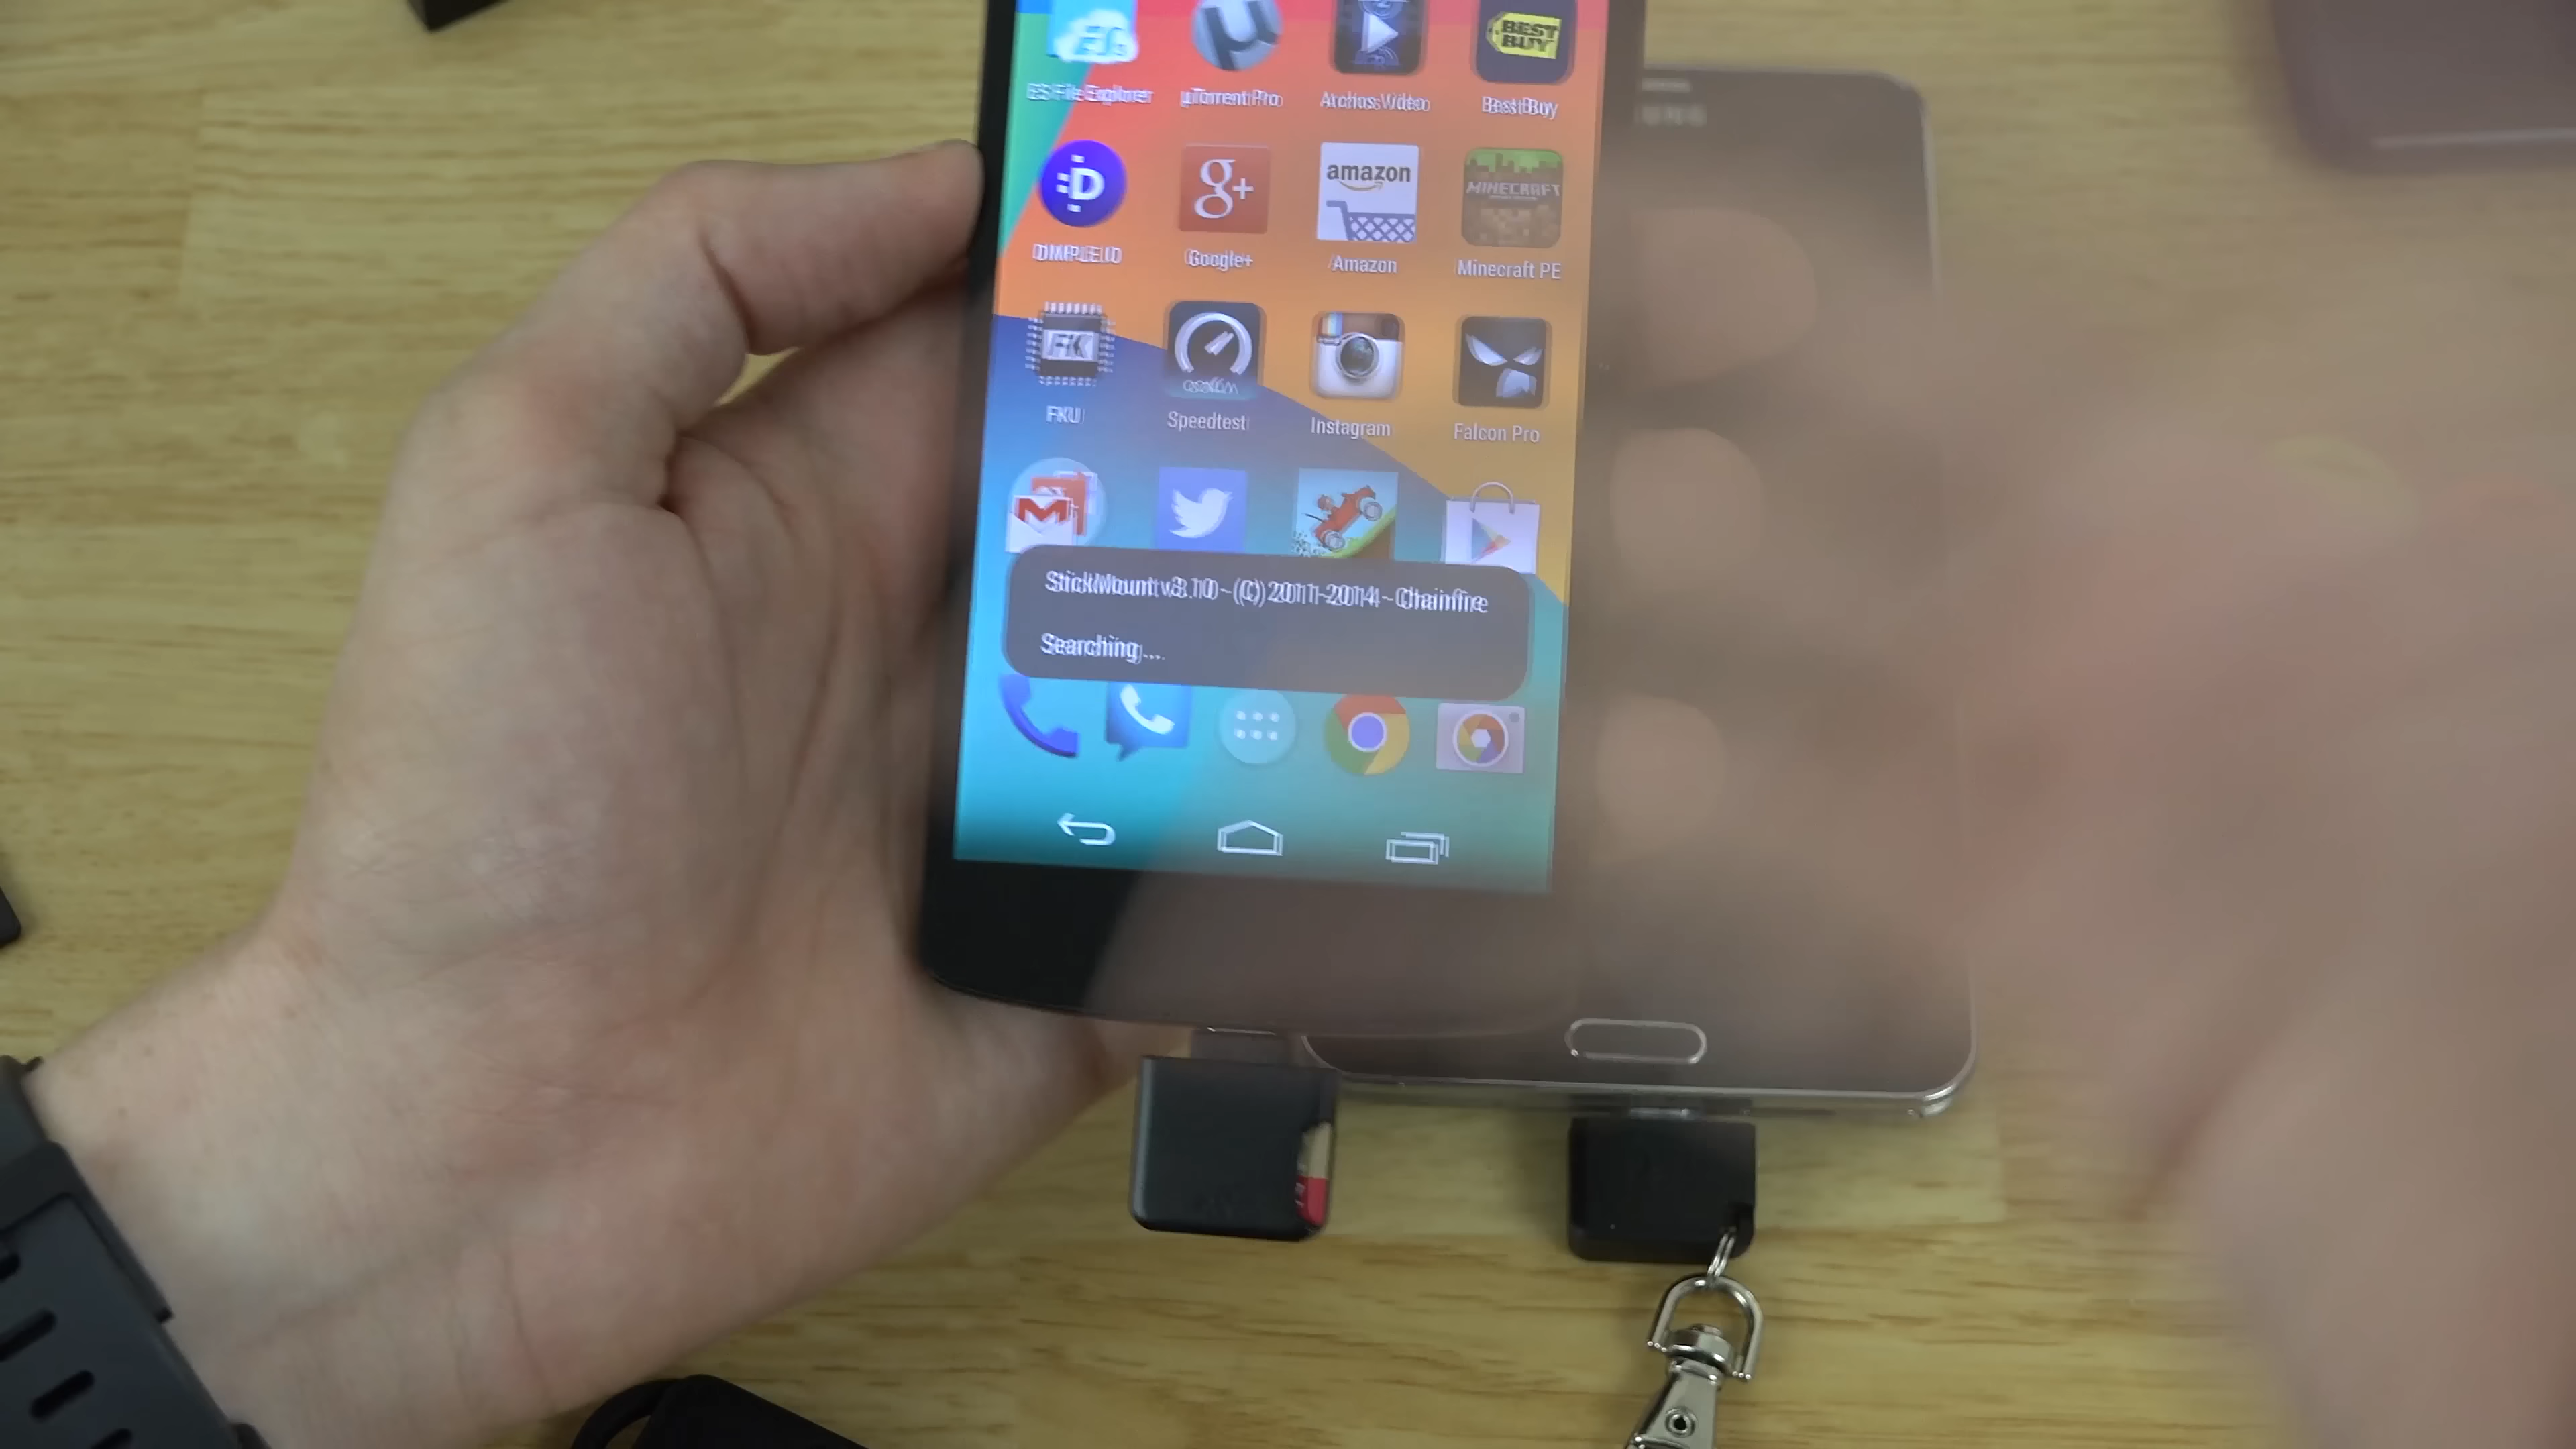 ES File Explorer
µTorrent Pro
Archos Video
BEST
BUY
Best Buy
:D
g+
Google+
amazon
Amazon
MINECRAFT
Minecraft PE
FK
FKU
Speedtest
Instagram
Falcon Pro
StickMount v3.10 - (C) 2011-2014 - Chainfire
Searching ...